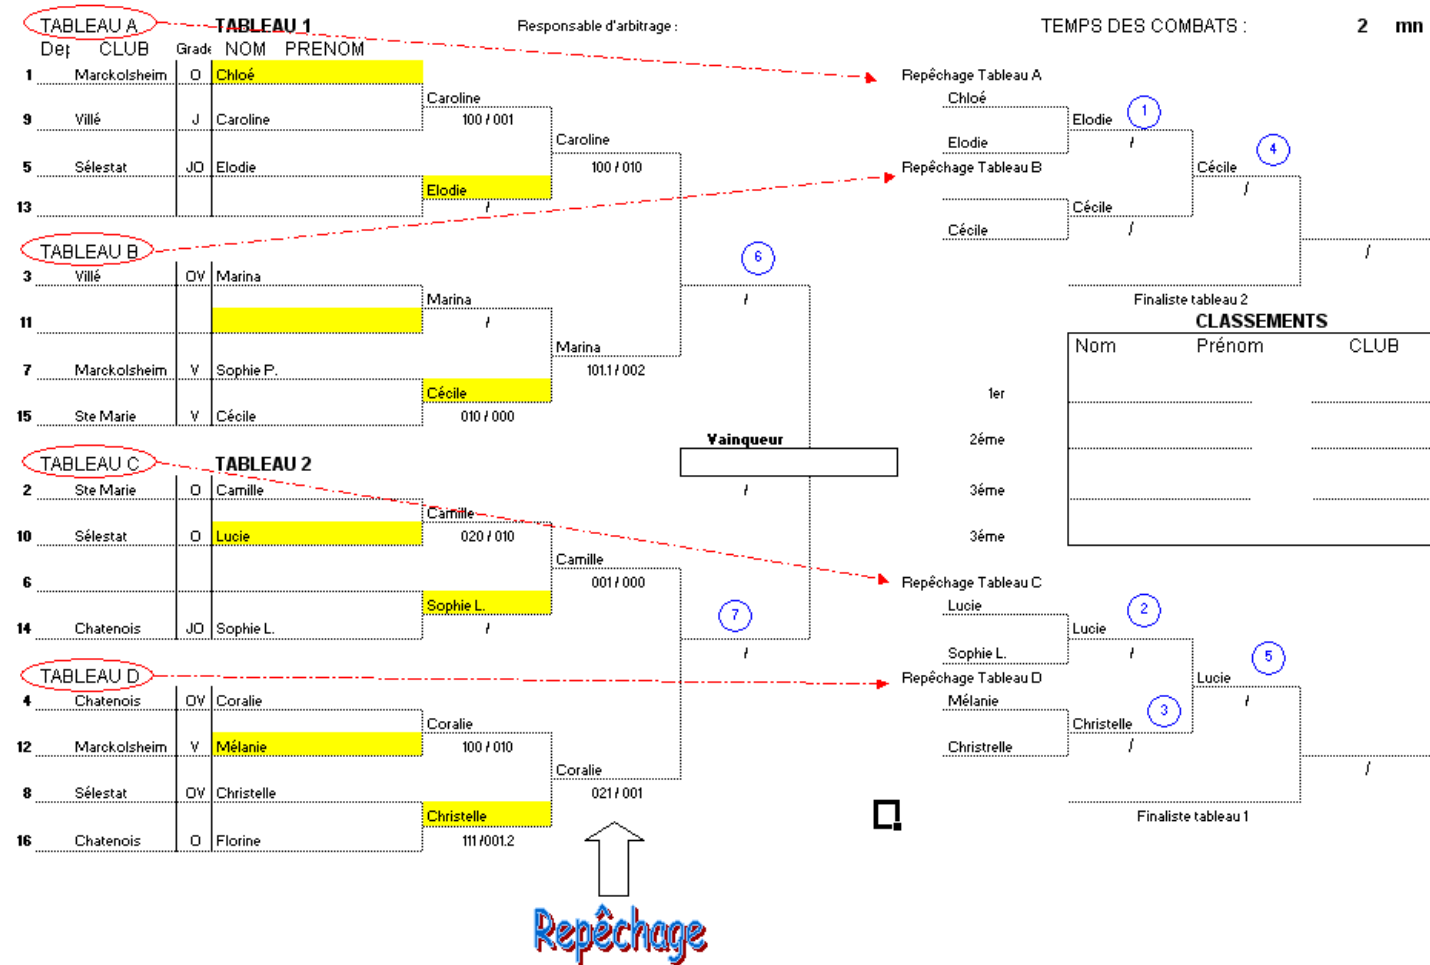 TABLEAU A TABLEAU 1 Responsable d'arbitrage : TEMPS DES COMBATS : 2 mn
Dep CLUB Grade NOM PRENOM
1 Marckolsheim O Chloé
Caroline
9 Villé J Caroline 100 / 001
Caroline
5 Sélestat JO Elodie 100 / 010
Elodie
13 /
TABLEAU B
3 Villé OV Marina
Marina
11 /
Marina
7 Marckolsheim V Sophie P. 101.1 / 002
Cécile
15 Ste Marie V Cécile 010 / 000
6
/
Vainqueur
/
TABLEAU C TABLEAU 2
2 Ste Marie O Camille
Camille
10 Sélestat O Lucie 020 / 010
Camille
6 001 / 000
Sophie L.
14 Chatenois JO Sophie L. /
7
/
TABLEAU D
4 Chatenois OV Coralie
Coralie
12 Marckolsheim V Mélanie 100 / 010
Coralie
8 Sélestat OV Christelle 021 / 001
Christelle
16 Chatenois O Florine 111 /001.2
Repêchage
Repêchage Tableau A
Chloé
Elodie 1
/
Elodie
Cécile 4
/
Repêchage Tableau B
Cécile
/
Cécile
/
Finaliste tableau 2
CLASSEMENTS
Nom Prénom CLUB
1er
2éme
3éme
3éme
Repêchage Tableau C
Lucie
Lucie 2
/
Sophie L.
Lucie 5
/
Repêchage Tableau D
Mélanie
Christelle 3
/
Christrelle
/
Finaliste tableau 1